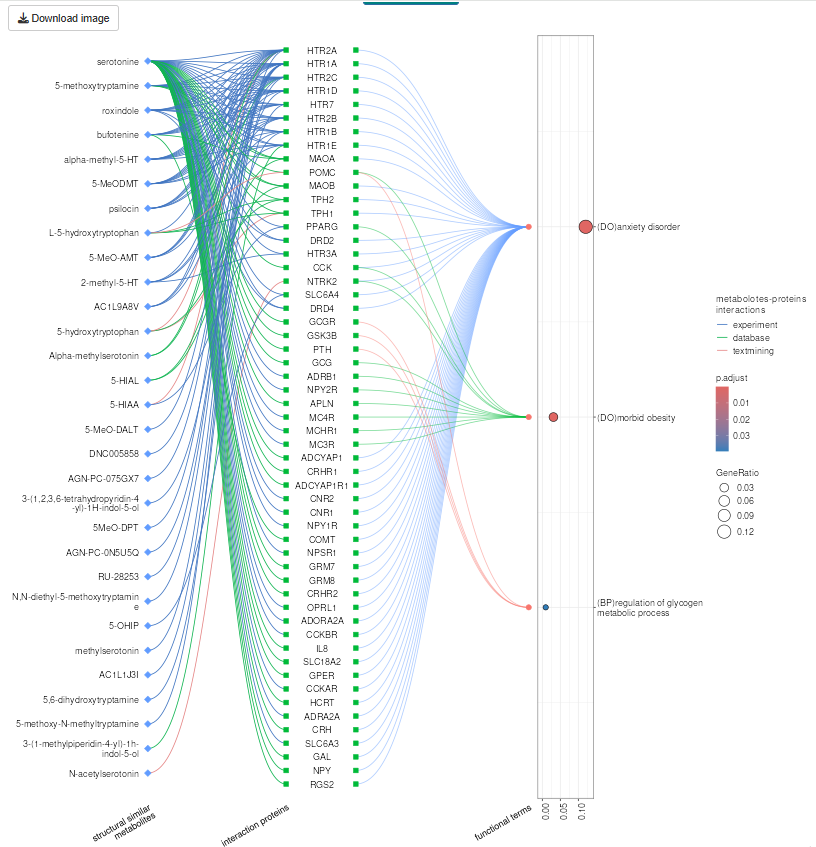 Download image
serotonine
5-methoxytryptamine
roxindole
bufotenine
alpha-methyl-5-HT
5-MeODMT
psilocin
L-5-hydroxytryptophan
5-MeO-AMT
2-methyl-5-HT
AC1L9A8V
5-hydroxytryptophan
Alpha-methylserotonin
5-HIAL
5-HIAA
5-MeO-DALT
DNC005858
AGN-PC-075GX7
3-(1,2,3,6-tetrahydropyridin-4
-yl)-1H-indol-5-ol
5MeO-DPT
AGN-PC-0N5U5Q
RU-28253
N,N-diethyl-5-methoxytryptamin
e
5-OHIP
methylserotonin
AC1L1J3I
5,6-dihydroxytryptamine
5-methoxy-N-methyltryptamine
3-(1-methylpiperidin-4-yl)-1h-
indol-5-ol
N-acetylserotonin
structural similar
metabolites
HTR2A
HTR1A
HTR2C
HTR1D
HTR7
HTR2B
HTR1B
HTR1E
MAOA
POMC
MAOB
TPH2
TPH1
PPARG
DRD2
HTR3A
CCK
NTRK2
SLC6A4
DRD4
GCGR
GSK3B
PTH
GCG
ADRB1
NPY2R
APLN
MC4R
MCHR1
MC3R
ADCYAP1
CRHR1
ADCYAP1R1
CNR2
CNR1
NPY1R
COMT
NPSR1
GRM7
GRM8
CRHR2
OPRL1
ADORA2A
CCKBR
IL8
SLC18A2
GPER
CCKAR
HCRT
ADRA2A
CRH
SLC6A3
GAL
NPY
RGS2
interaction proteins
functional terms
(DO)anxiety disorder
(DO)morbid obesity
(BP)regulation of glycogen
metabolic process
0.00
0.05
0.10
metabolotes-proteins
interactions
experiment
database
textmining
p.adjust
0.01
0.02
0.03
GeneRatio
0.03
0.06
0.09
0.12